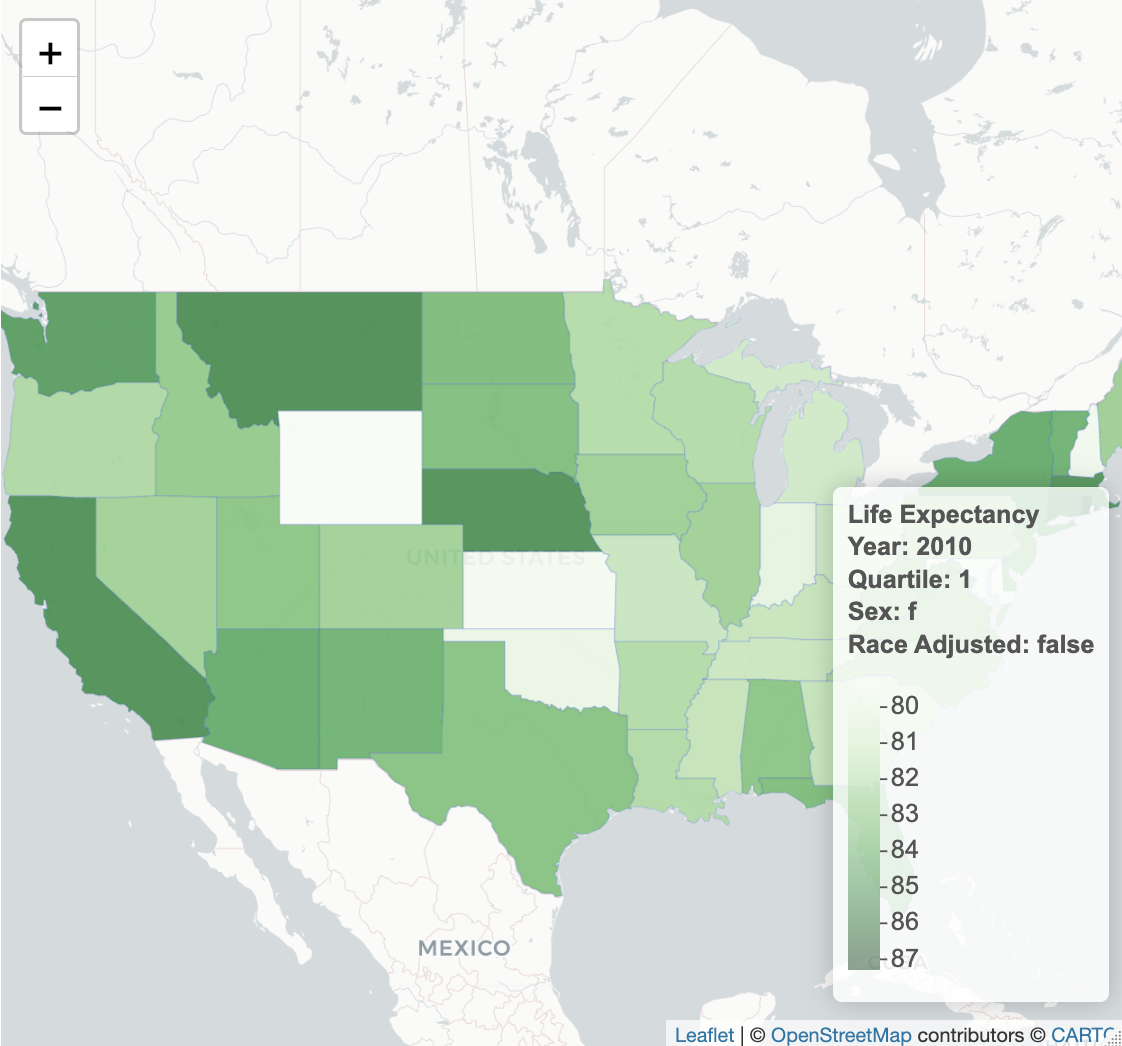 +
−
UNITED STATES
Life Expectancy
Year: 2010
Quartile: 1
Sex: f
Race Adjusted: false
80
81
82
83
84
85
86
87
MEXICO
Leaflet | © OpenStreetMap contributors © CARTO